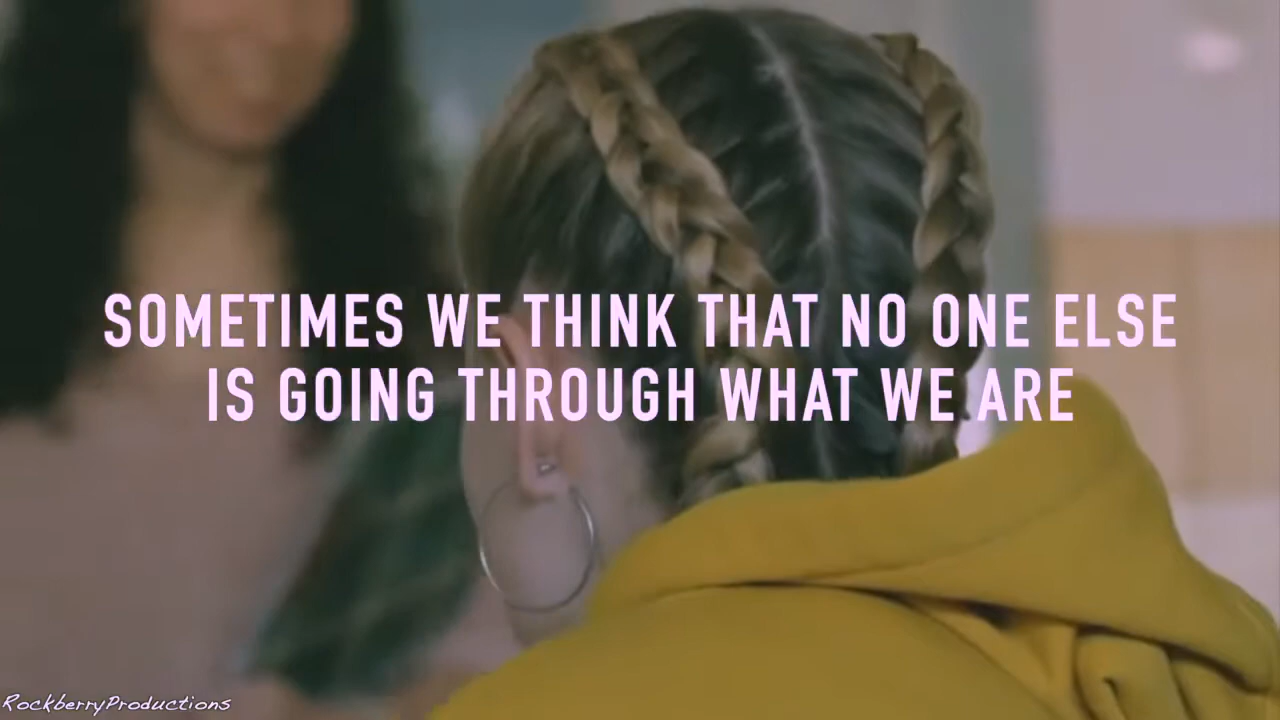 SOMETIMES WE THINK THAT NO ONE ELSE
IS GOING THROUGH WHAT WE ARE
RockberryProductions